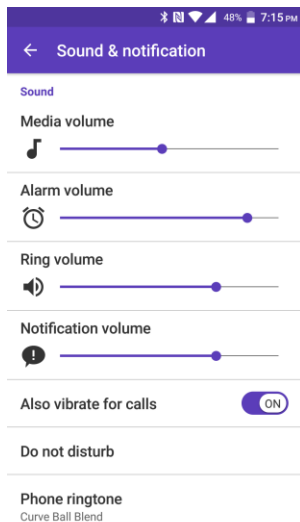 48% 7:15 PM
Sound & notification
Sound
Media volume
Alarm volume
Ring volume
Notification volume
Also vibrate for calls ON
Do not disturb
Phone ringtone
Curve Ball Blend